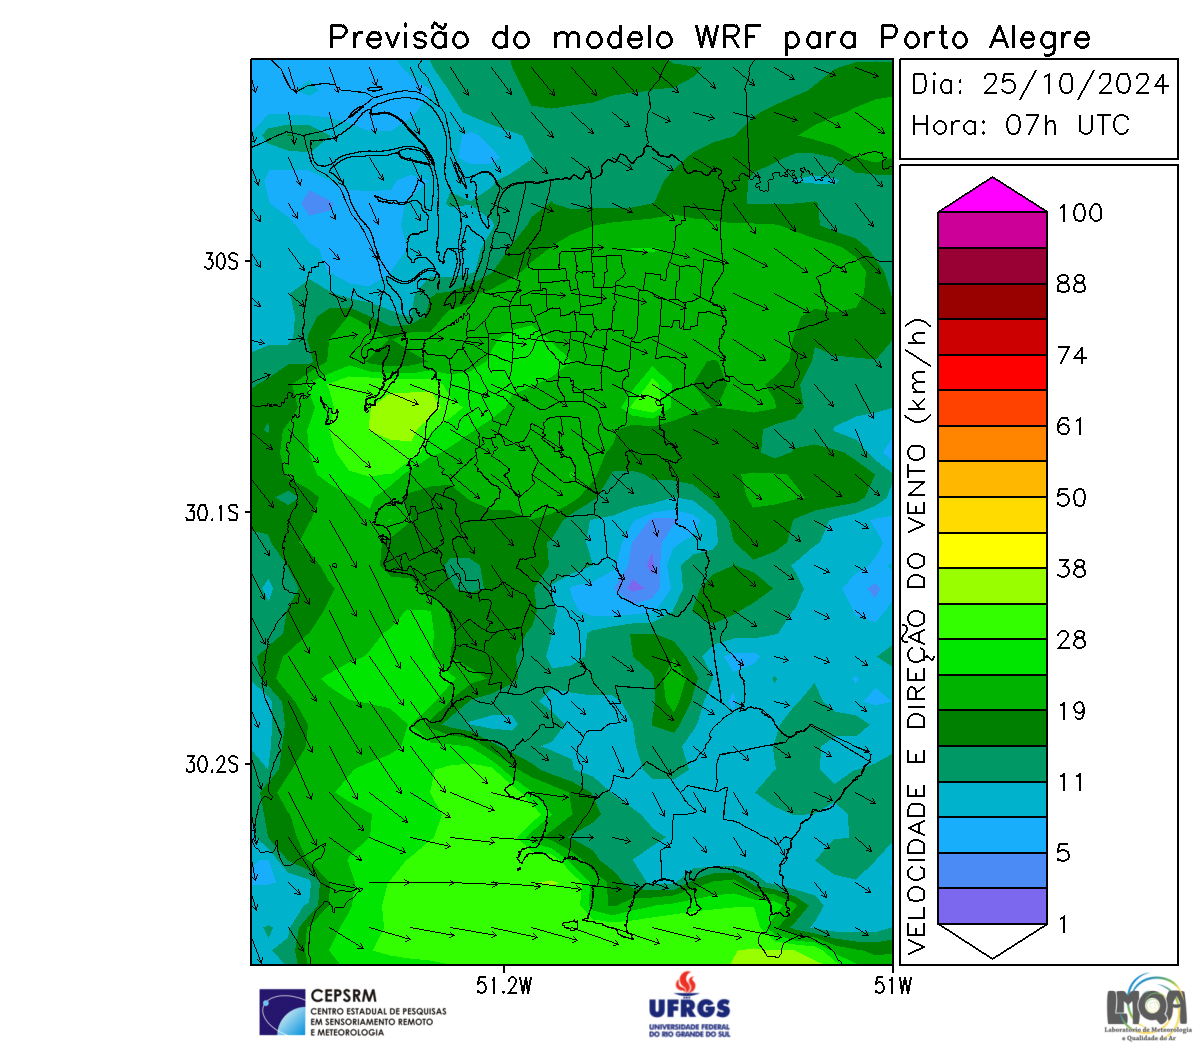 Previsão do modelo WRF para Porto Alegre
Dia: 25/10/2024
Hora: 07h UTC
30S
30.1S
30.2S
51.2W
51W
VELOCIDADE E DIREÇÃO DO VENTO (km/h)
100
88
74
61
50
38
28
19
11
5
1
CEPSRM
CENTRO ESTADUAL DE PESQUISAS
EM SENSORIAMENTO REMOTO
E METEOROLOGIA
UFRGS
UNIVERSIDADE FEDERAL
DO RIO GRANDE DO SUL
LMQA
Laboratório de Meteorologia
e Qualidade do Ar